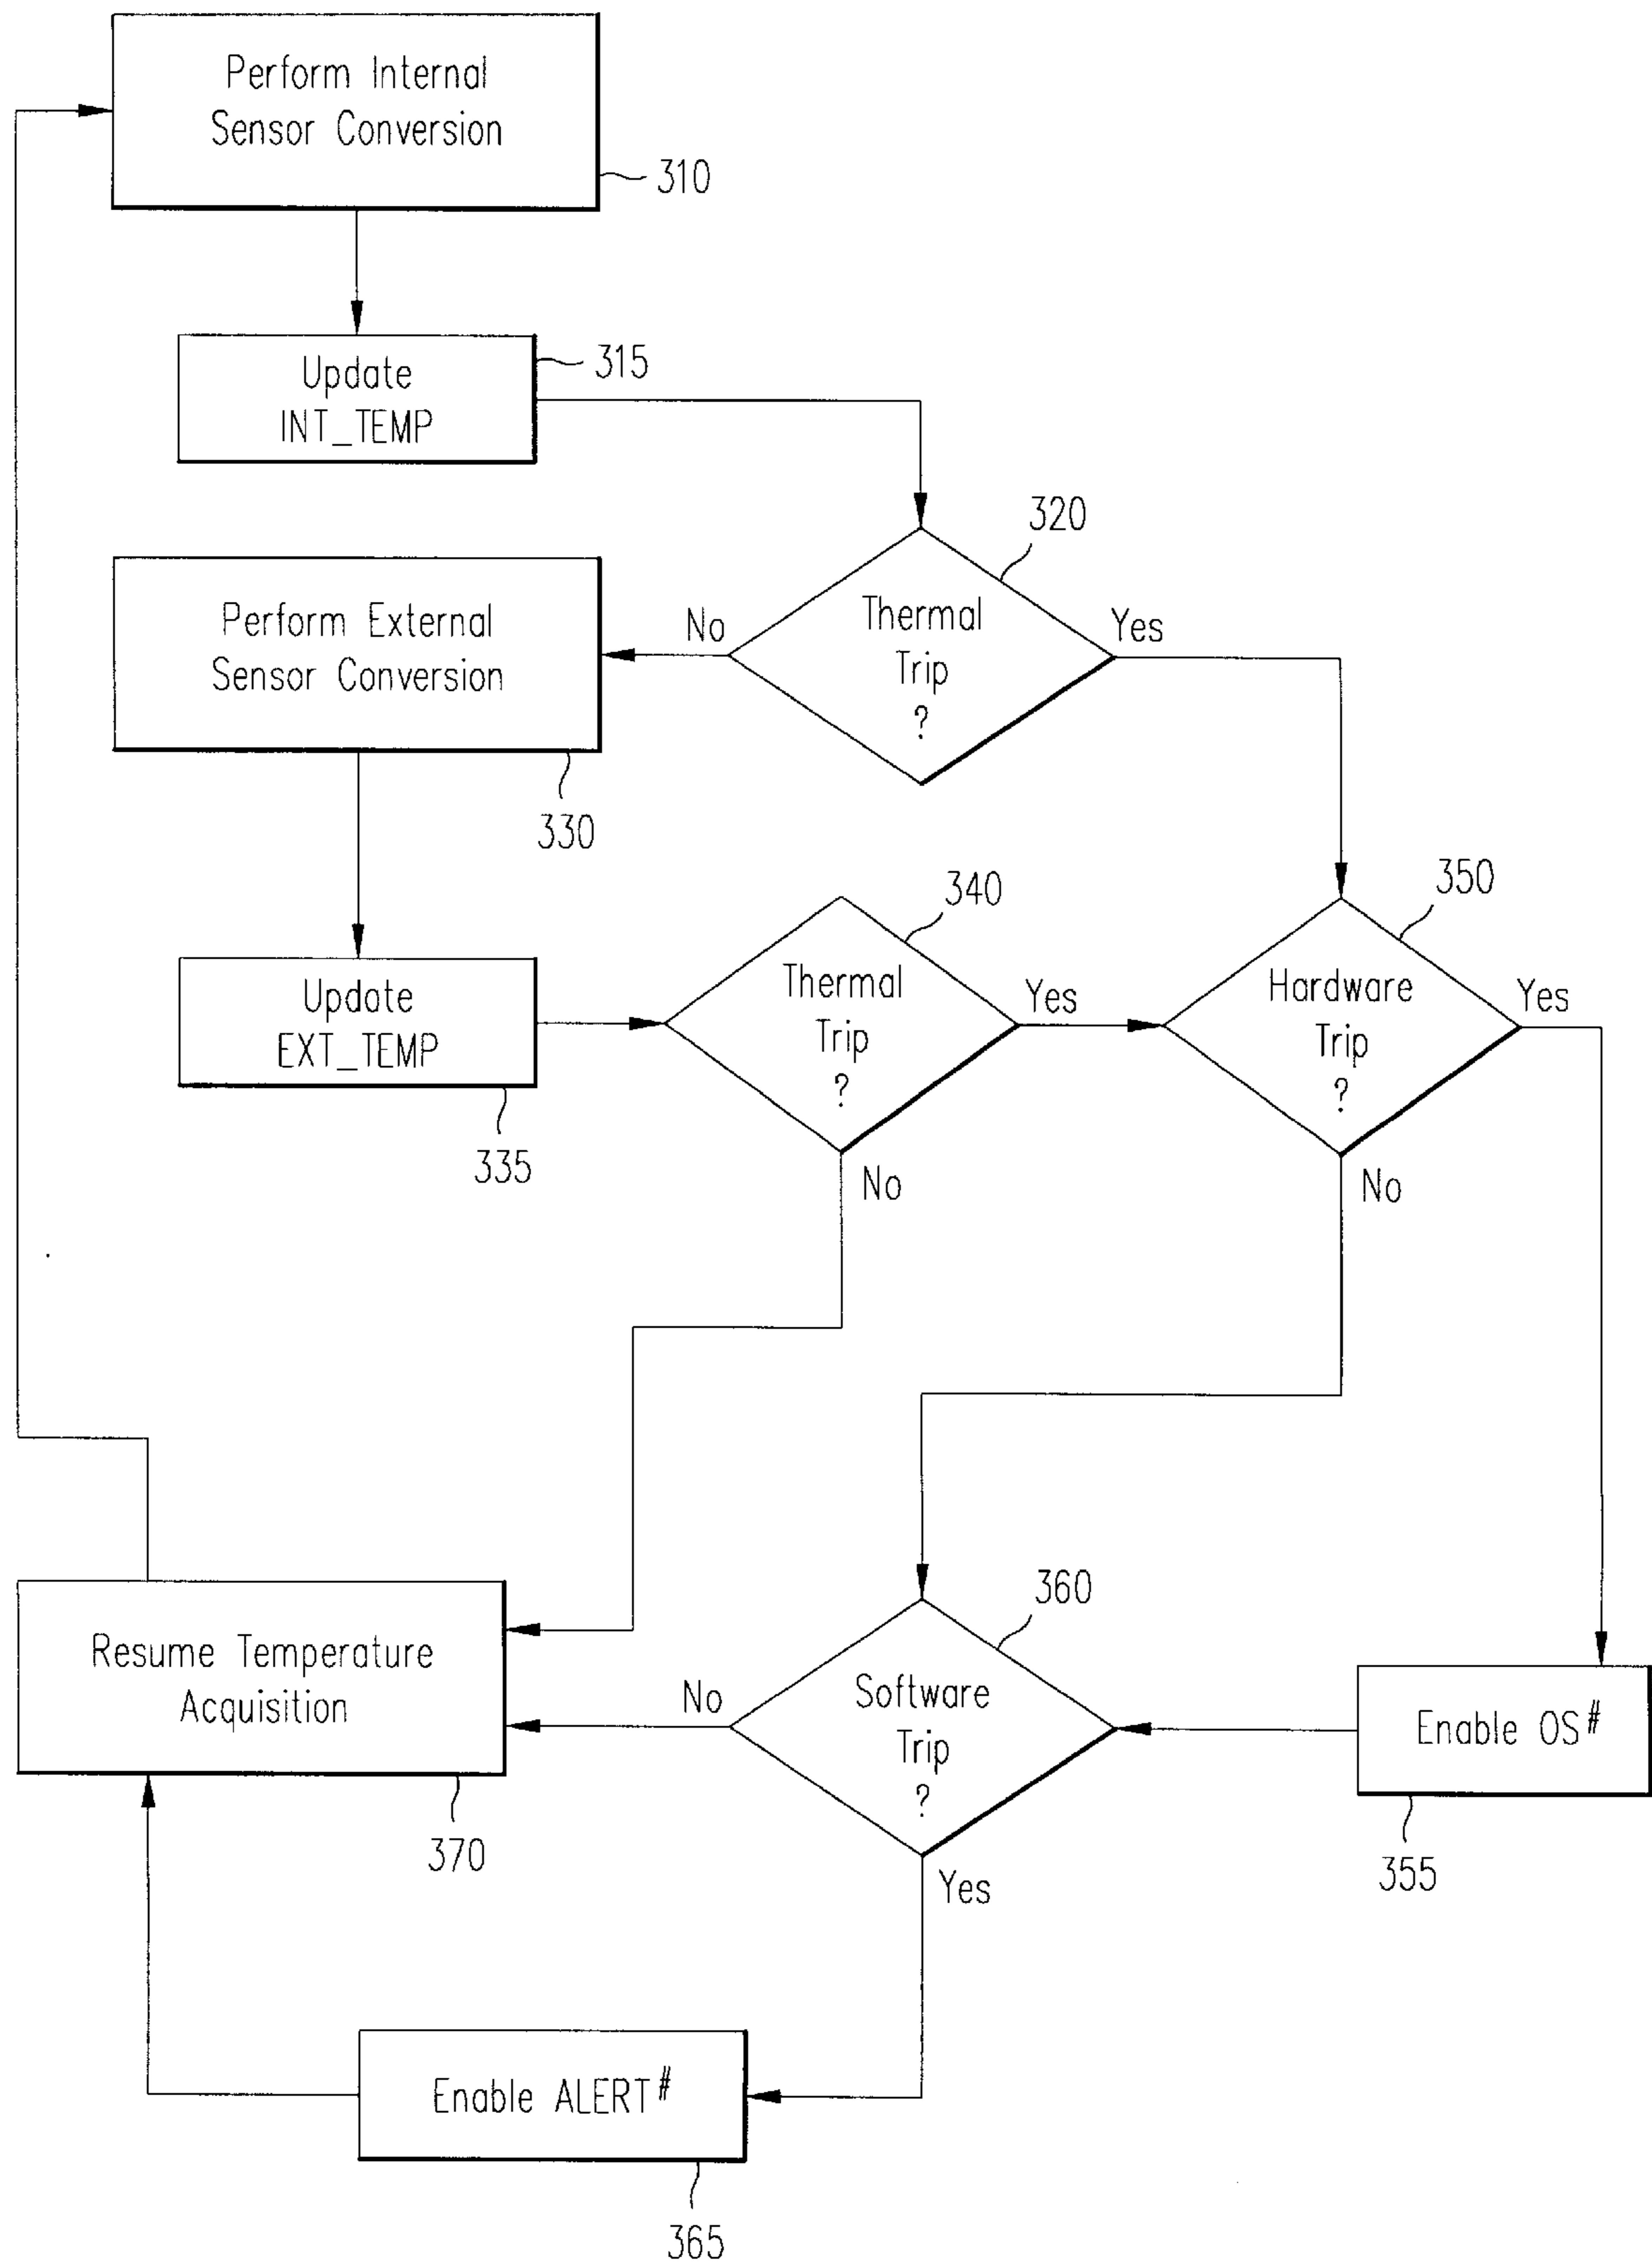 Perform Internal
Sensor Conversion
310
Update
INT_TEMP
315
320
Thermal
Trip
?
No
Yes
Perform External
Sensor Conversion
330
340
350
Update
EXT_TEMP
335
Thermal
Trip
?
Yes
No
Hardware
Trip
?
Yes
No
360
Resume Temperature
Acquisition
370
No
Software
Trip
?
Yes
Enable OS#
355
Enable ALERT#
365